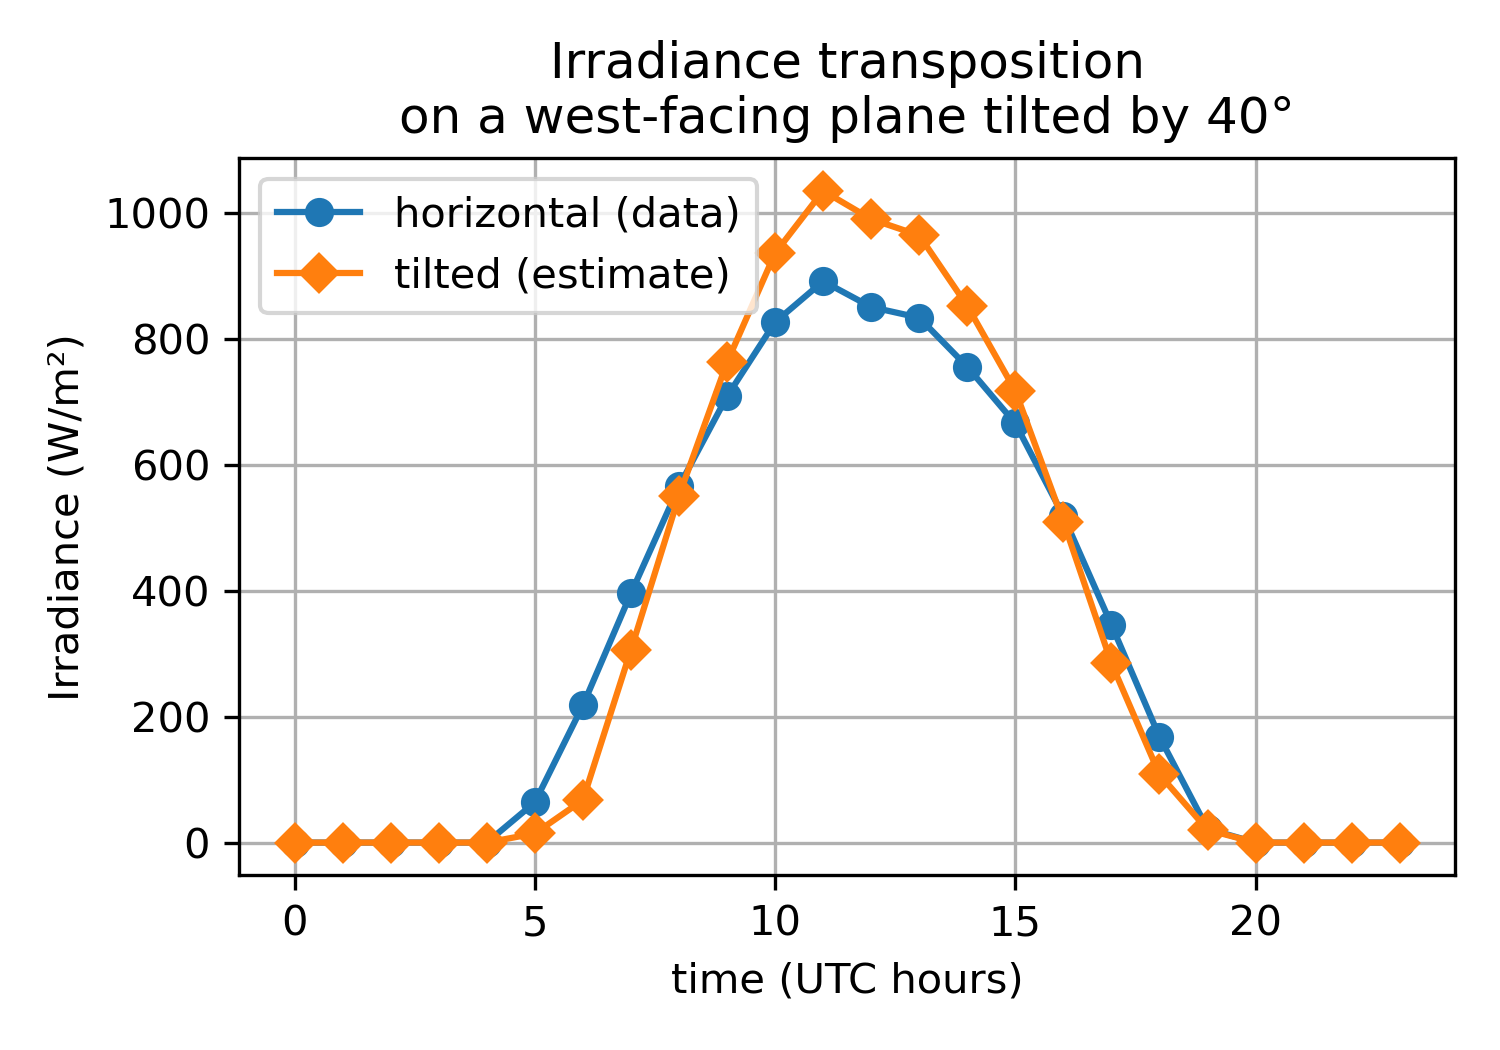 Irradiance transposition
on a west-facing plane tilted by 40°
horizontal (data)
tilted (estimate)
Irradiance (W/m²)
1000
800
600
400
200
0
0 5 10 15 20
time (UTC hours)